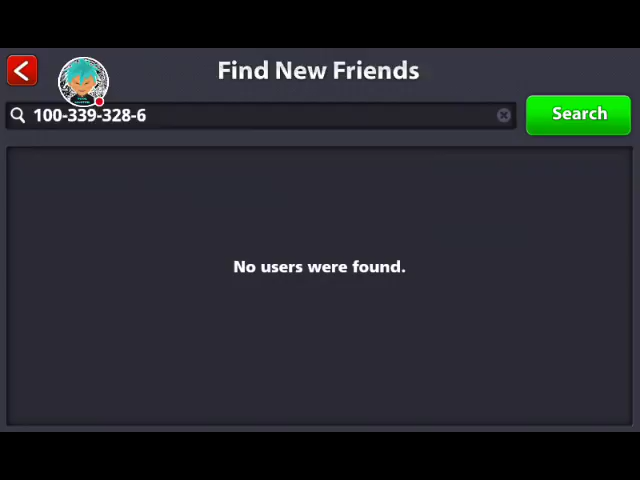 Find New Friends
100-339-328-6
Search
No users were found.